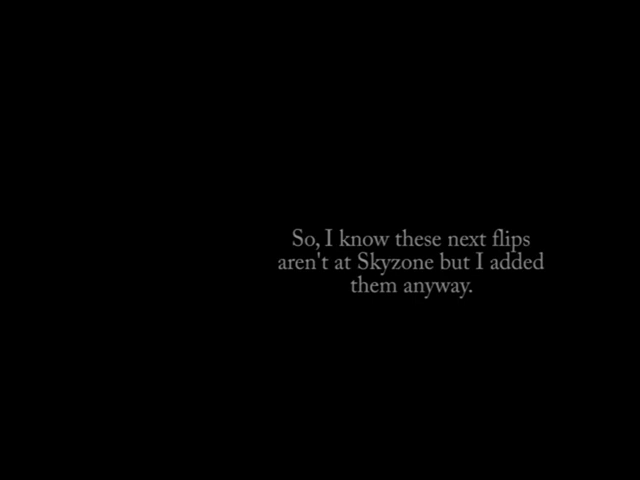 So, I know these next flips
aren't at Skyzone but I added
them anyway.